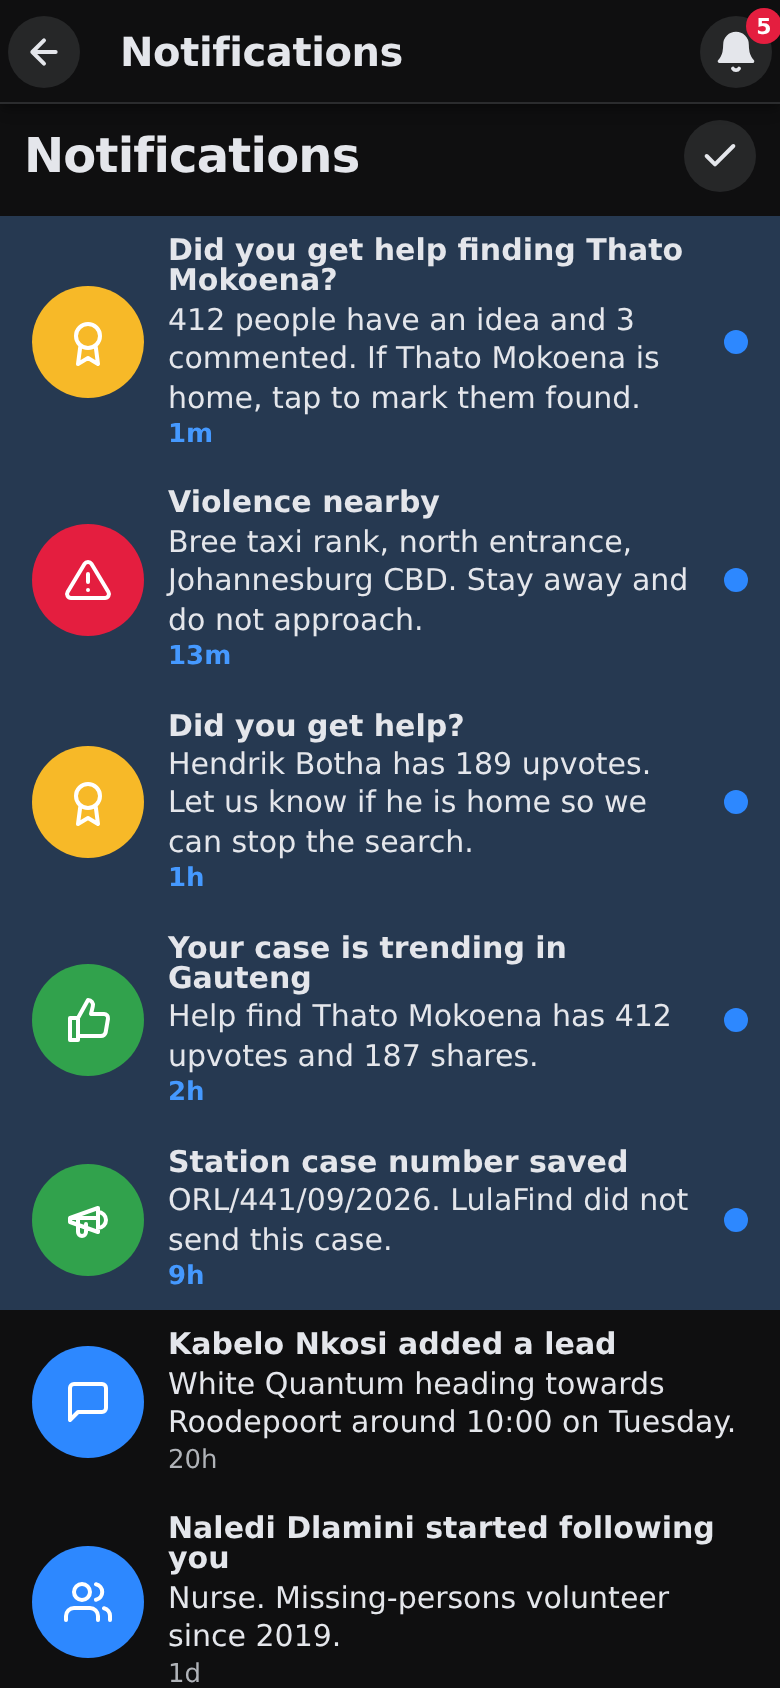 Notifications
5
Notifications
Did you get help finding Thato
Mokoena?
412 people have an idea and 3
commented. If Thato Mokoena is
home, tap to mark them found.
1m
Violence nearby
Bree taxi rank, north entrance,
Johannesburg CBD. Stay away and
do not approach.
13m
Did you get help?
Hendrik Botha has 189 upvotes.
Let us know if he is home so we
can stop the search.
1h
Your case is trending in
Gauteng
Help find Thato Mokoena has 412
upvotes and 187 shares.
2h
Station case number saved
ORL/441/09/2026. LulaFind did not
send this case.
9h
Kabelo Nkosi added a lead
White Quantum heading towards
Roodepoort around 10:00 on Tuesday.
20h
Naledi Dlamini started following
you
Nurse. Missing-persons volunteer
since 2019.
1d